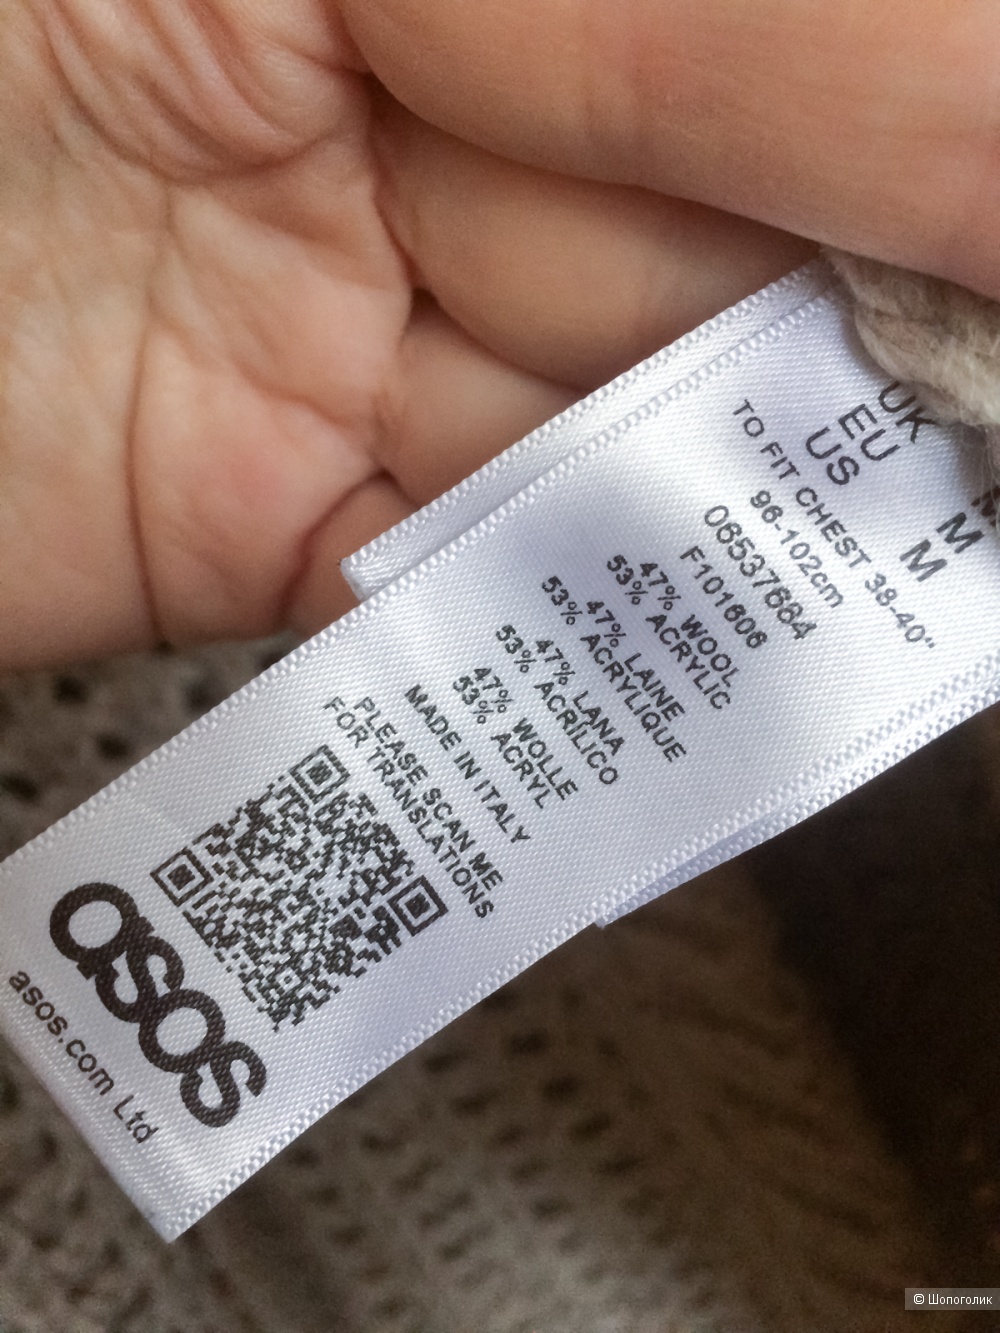 UK M
EU M
US M
TO FIT CHEST 38-40"
96-102cm
06537684
F101606
47% WOOL
53% ACRYLIC
47% LAINE
53% ACRYLIQUE
47% LANA
53% ACRÍLICO
47% WOLLE
53% ACRYL
MADE IN ITALY
PLEASE SCAN ME
FOR TRANSLATIONS
asos
asos.com Ltd
© Шопоголик